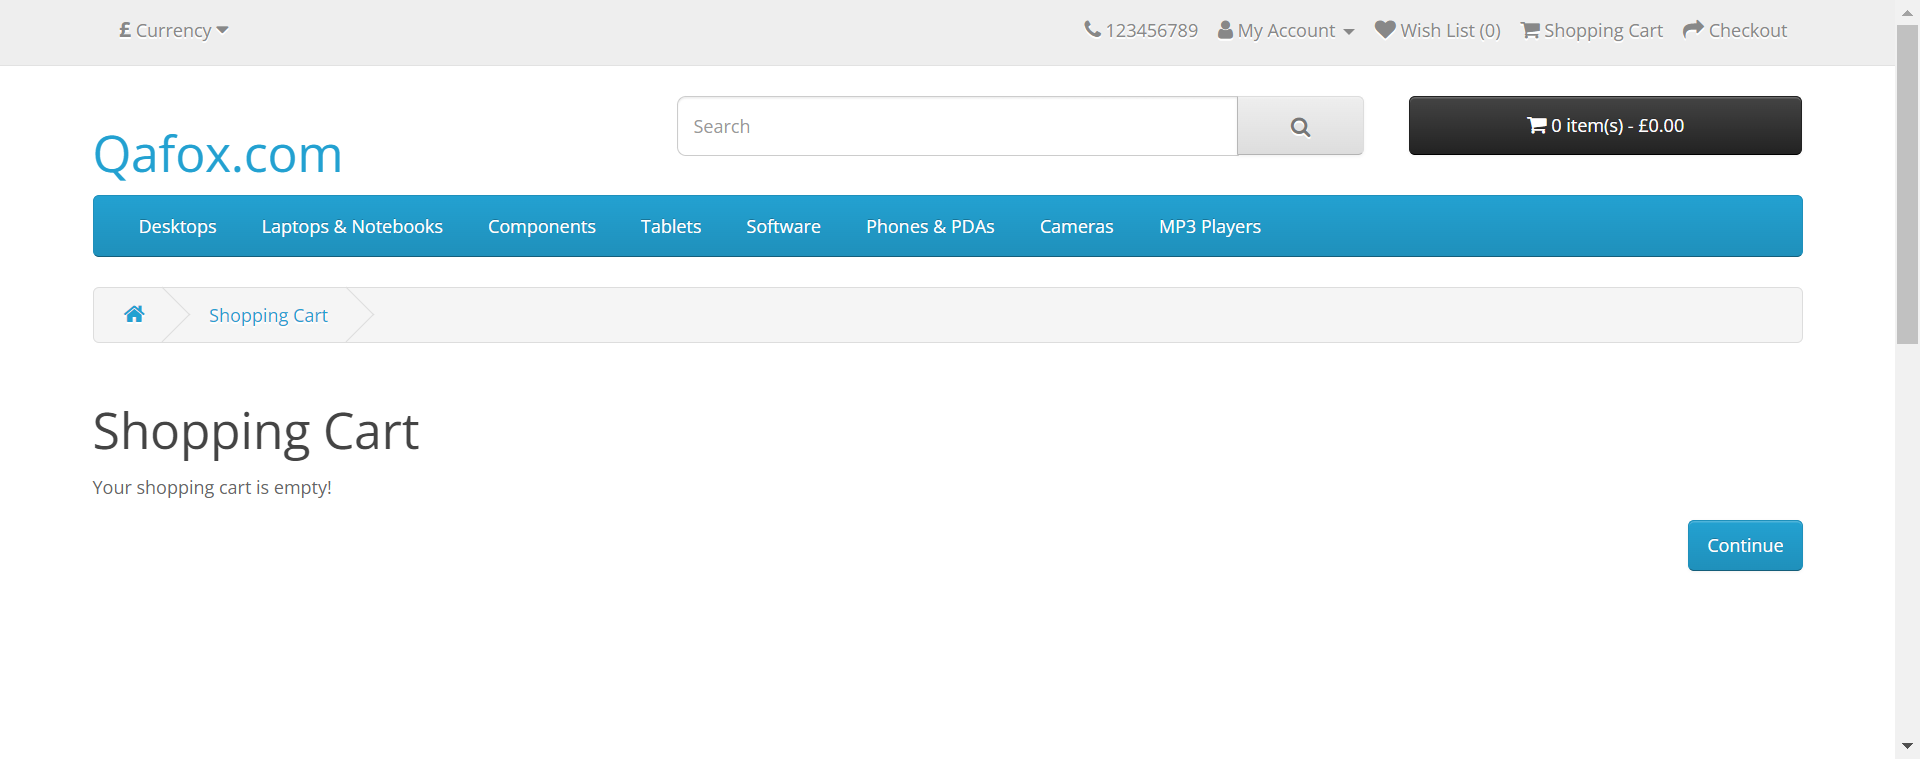 £ Currency
123456789 My Account Wish List (0) Shopping Cart Checkout
Qafox.com
Search
0 item(s) - £0.00
Desktops Laptops & Notebooks Components Tablets Software Phones & PDAs Cameras MP3 Players
Shopping Cart
Shopping Cart
Your shopping cart is empty!
Continue